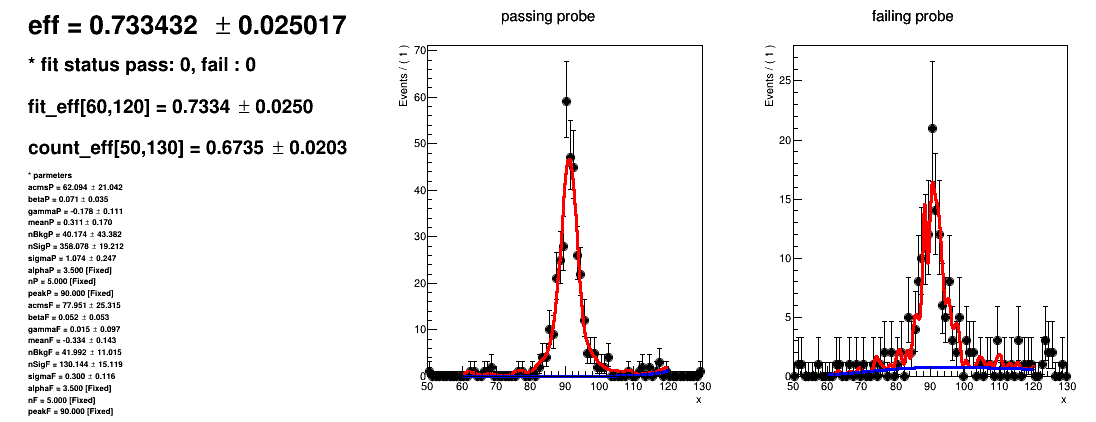 eff = 0.733432 ± 0.025017
* fit status pass: 0, fail : 0
fit_eff[60,120] = 0.7334 ± 0.0250
count_eff[50,130] = 0.6735 ± 0.0203
* parmeters
acmsP = 62.094 ± 21.042
betaP = 0.071 ± 0.035
gammaP = -0.178 ± 0.111
meanP = 0.311 ± 0.170
nBkgP = 40.174 ± 43.382
nSigP = 358.078 ± 19.212
sigmaP = 1.074 ± 0.247
alphaP = 3.500 [Fixed]
nP = 5.000 [Fixed]
peakP = 90.000 [Fixed]
acmsF = 77.951 ± 25.315
betaF = 0.052 ± 0.053
gammaF = 0.015 ± 0.097
meanF = -0.334 ± 0.143
nBkgF = 41.992 ± 11.015
nSigF = 130.144 ± 15.119
sigmaF = 0.300 ± 0.116
alphaF = 3.500 [Fixed]
nF = 5.000 [Fixed]
peakF = 90.000 [Fixed]
passing probe
Events / ( 1 )
70
60
50
40
30
20
10
0
50 60 70 80 90 100 110 120 130
x
failing probe
Events / ( 1 )
25
20
15
10
5
0
50 60 70 80 90 100 110 120 130
x